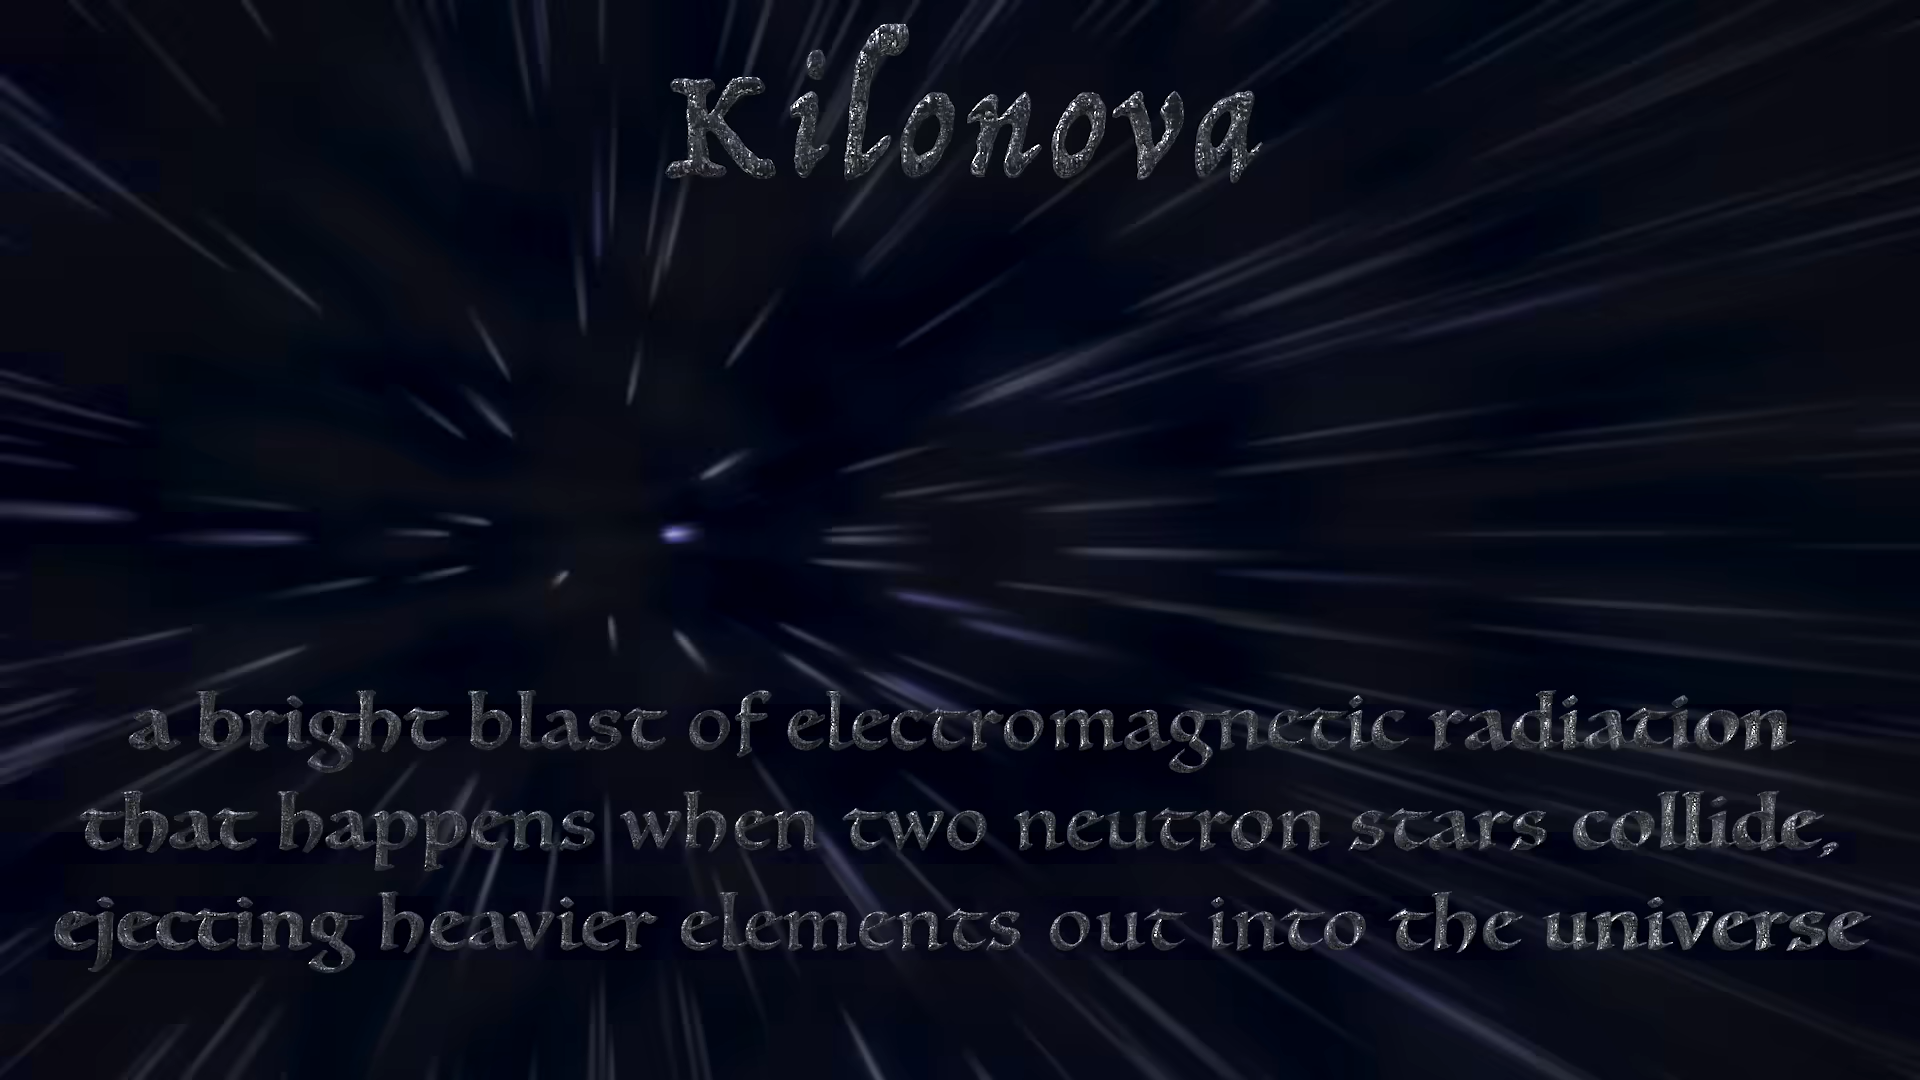 Kilonova
a bright blast of electromagnetic radiation
that happens when two neutron stars collide,
ejecting heavier elements out into the universe